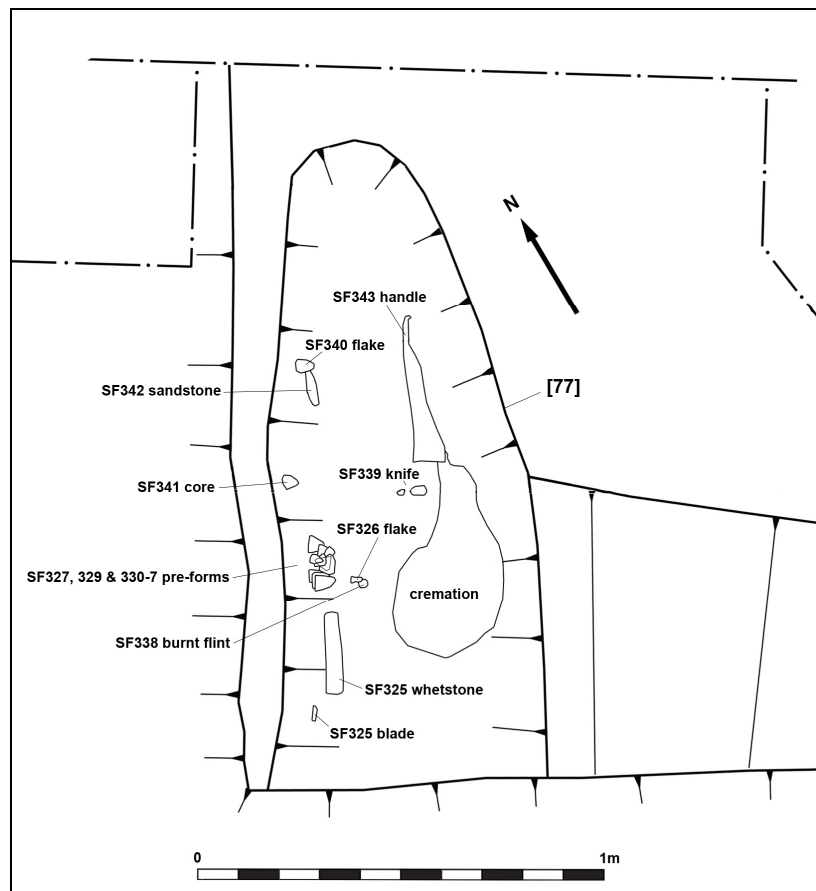 N
SF343 handle
SF340 flake
SF342 sandstone
[77]
SF339 knife
SF341 core
SF326 flake
SF327, 329 & 330-7 pre-forms
cremation
SF338 burnt flint
SF325 whetstone
SF325 blade
0
1m